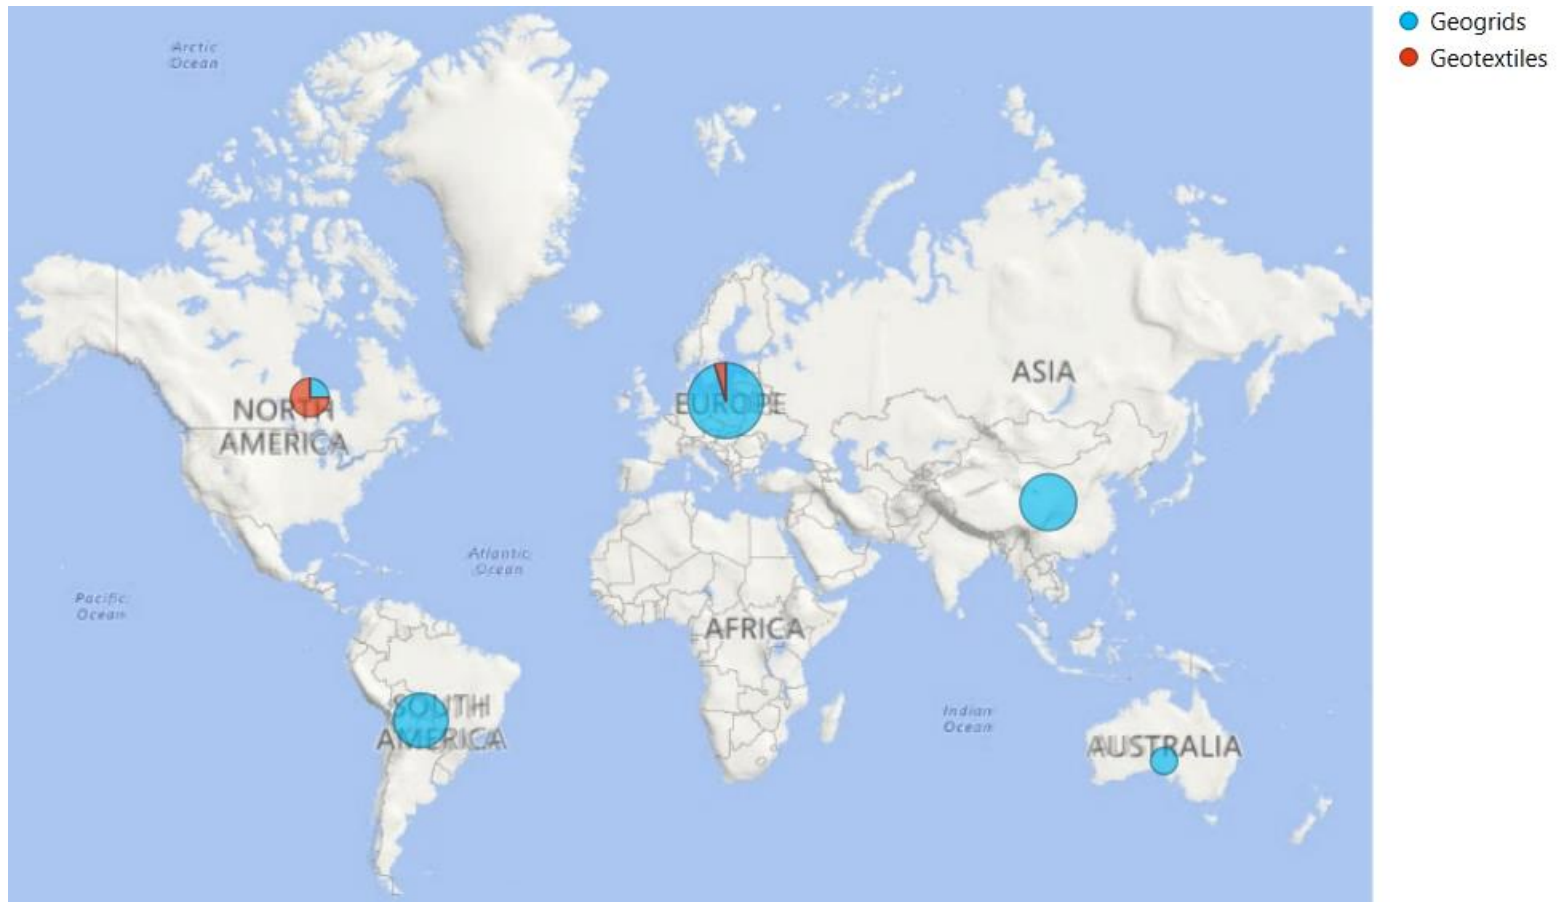 Geogrids
Geotextiles
Arctic
Ocean
NORTH
AMERICA
EUROPE
ASIA
Atlantic
Ocean
Pacific
Ocean
AFRICA
SOUTH
AMERICA
Indian
Ocean
AUSTRALIA